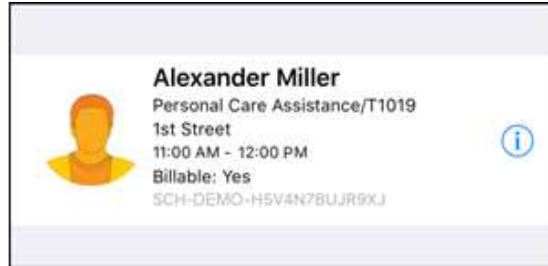 Alexander Miller
Personal Care Assistance/T1019
1st Street
11:00 AM - 12:00 PM
Billable: Yes
SCH-DEMO-H5V4N7BUJR9XJ